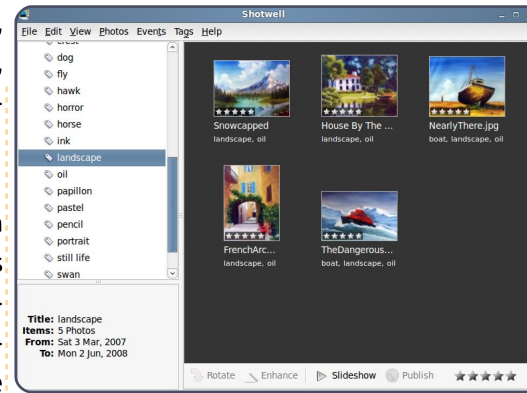 Shotwell
File Edit View Photos Events Tags Help
crest
dog
fly
hawk
horror
horse
ink
landscape
oil
papillon
pastel
pencil
portrait
still life
swan
Title: landscape
Items: 5 Photos
From: Sat 3 Mar, 2007
To: Mon 2 Jun, 2008
Snowcapped
landscape, oil
House By The ...
landscape, oil
NearlyThere.jpg
boat, landscape, oil
FrenchArc...
landscape, oil
TheDangerous...
boat, landscape, oil
Rotate Enhance Slideshow Publish